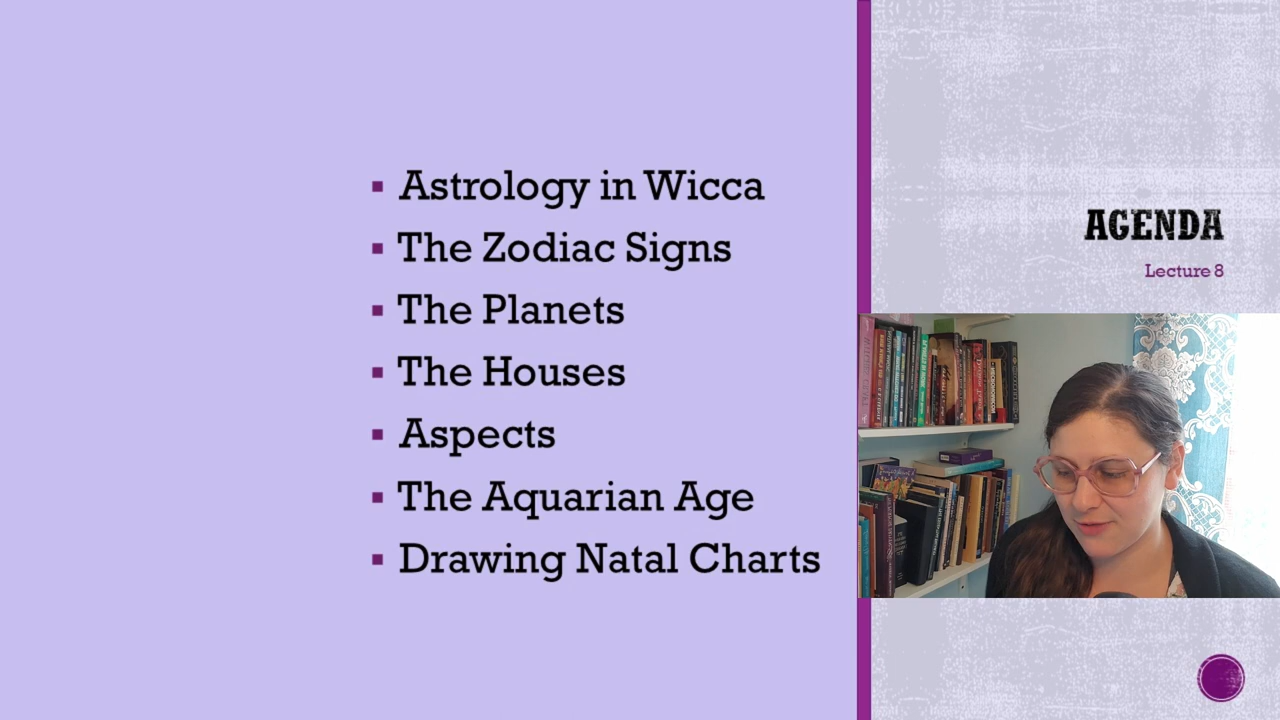 Astrology in Wicca
The Zodiac Signs
The Planets
The Houses
Aspects
The Aquarian Age
Drawing Natal Charts
AGENDA
Lecture 8